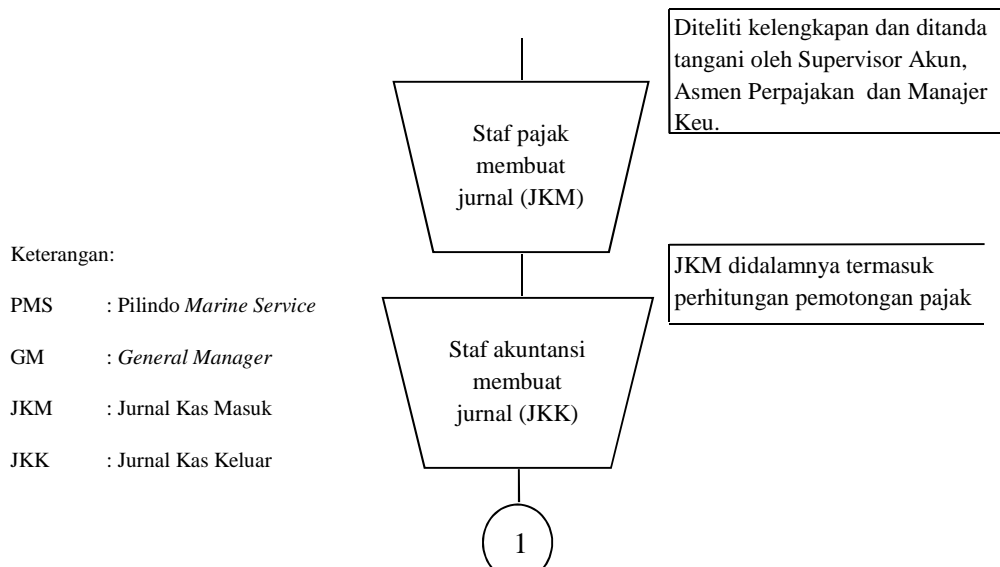 Diteliti kelengkapan dan ditanda
tangani oleh Supervisor Akun,
Asmen Perpajakan dan Manajer
Keu.
Staf pajak
membuat
jurnal (JKM)
JKM didalamnya termasuk
perhitungan pemotongan pajak
Keterangan:
PMS : Pilindo Marine Service
GM : General Manager
JKM : Jurnal Kas Masuk
JKK : Jurnal Kas Keluar
Staf akuntansi
membuat
jurnal (JKK)
1